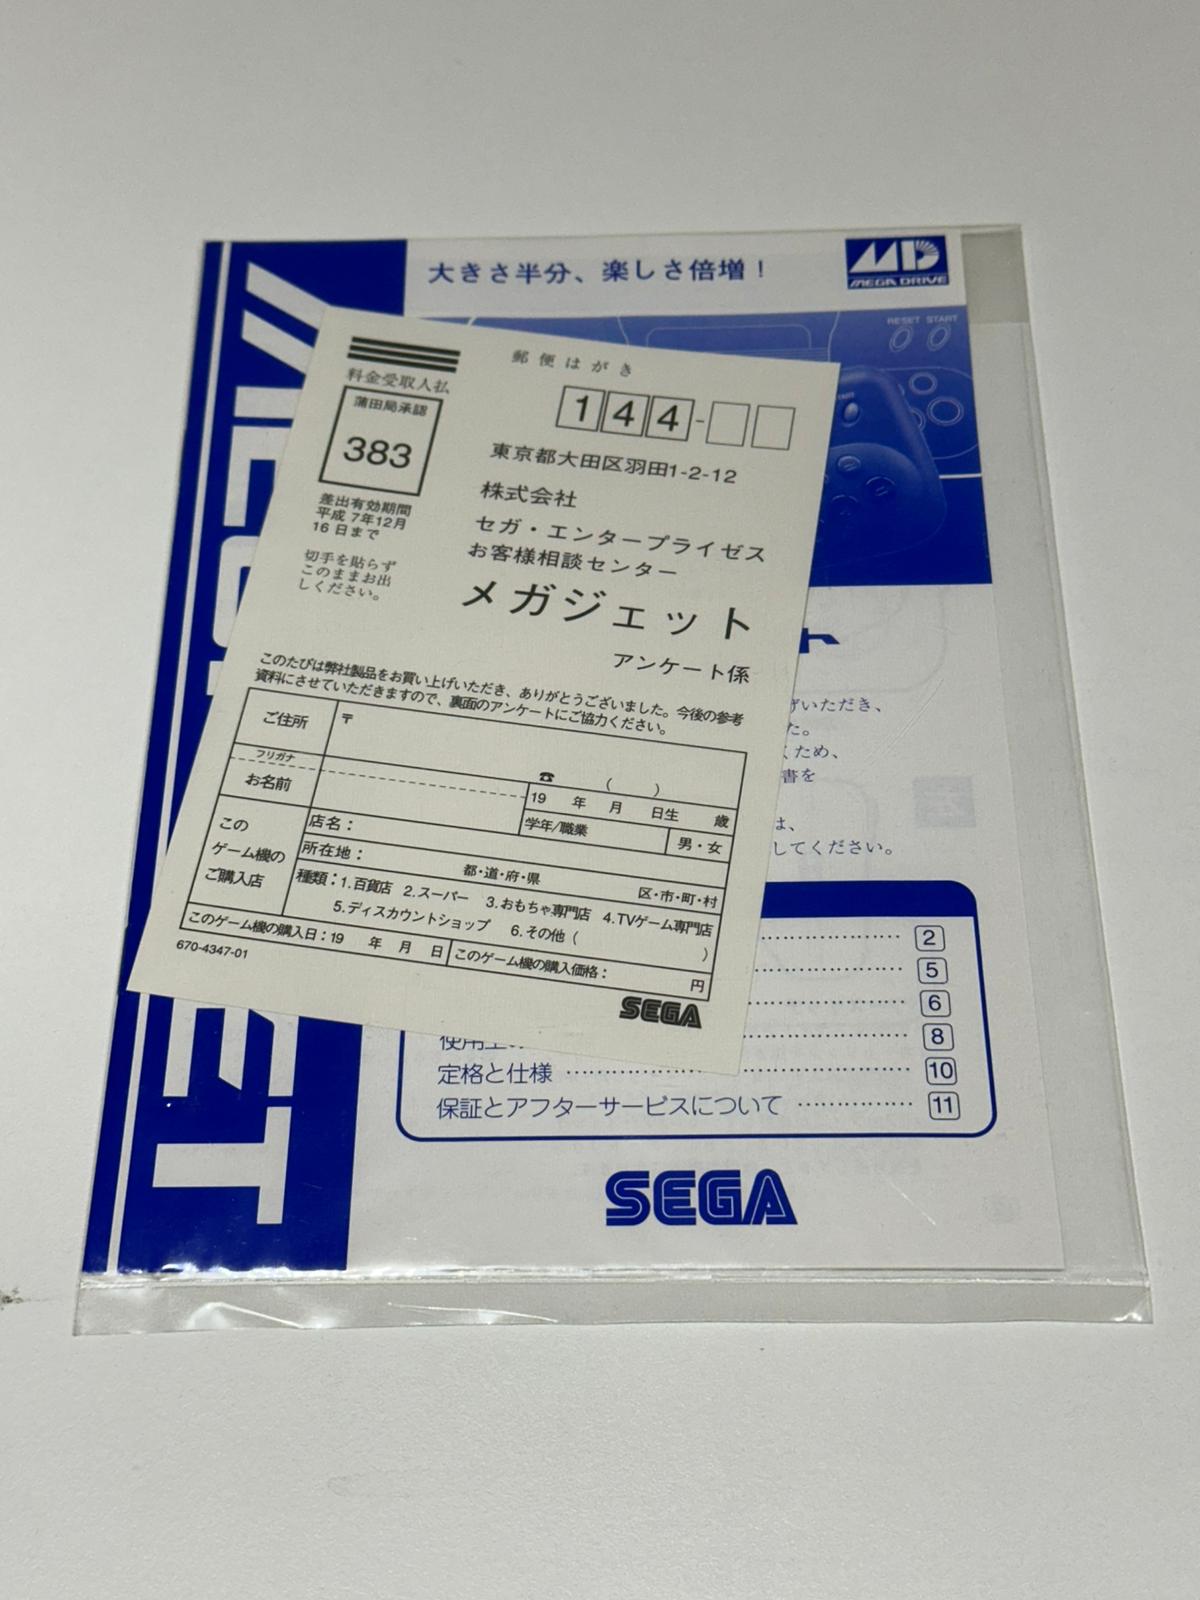 大きさ半分、楽しさ倍増!
MD
MEGA DRIVE
RESET START
郵便はがき
料金受取人払
蒲田局承認
383
差出有効期間
平成7年12月
16日まで
切手を貼らず
このままお出
しください。
144-
東京都大田区羽田1-2-12
株式会社
セガ・エンタープライゼス
お客様相談センター
メガジェット
アンケート係
このたびは弊社製品をお買い上げいただき、ありがとうございました。今後の参考
資料にさせていただきますので、裏面のアンケートにご協力ください。
ご住所 〒
☎ ( )
フリガナ
お名前
19 年 月 日生 歳
学年/職業 男・女
この
ゲーム機の
ご購入店
店名:
所在地: 都・道・府・県 区・市・町・村
種類:1.百貨店 2.スーパー 3.おもちゃ専門店 4.TVゲーム専門店
5.ディスカウントショップ 6.その他( )
このゲーム機の購入日:19 年 月 日 このゲーム機の購入価格: 円
670-4347-01
SEGA
げいただき、
た。
くため、
書を
は、
してください。
2
5
6
8
定格と仕様 10
保証とアフターサービスについて 11
SEGA